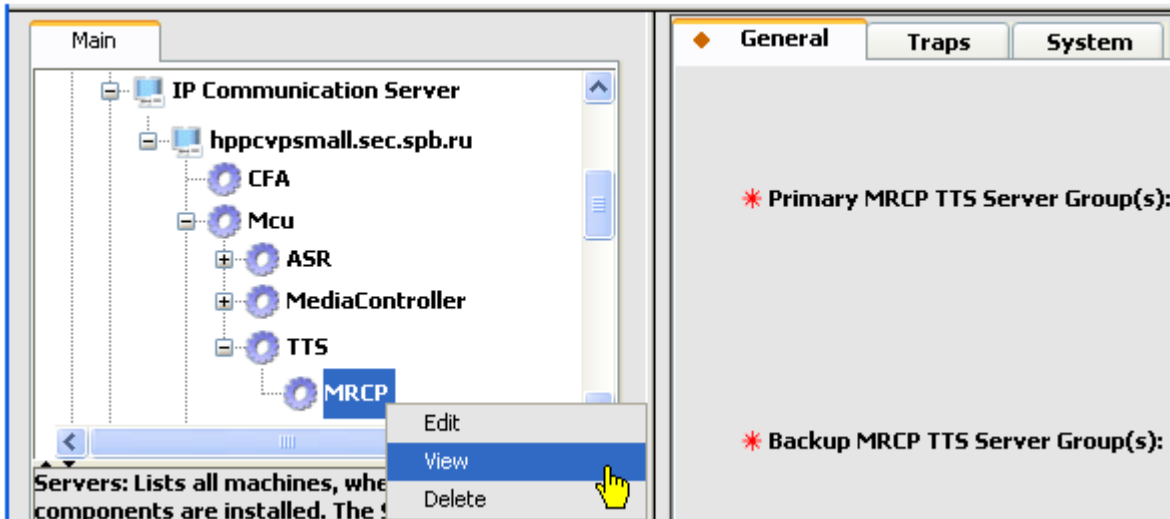 Main
IP Communication Server
hppcvpsmall.sec.spb.ru
CFA
Mcu
ASR
MediaController
TTS
MRCP
Edit
View
Delete
Servers: Lists all machines, whe
components are installed. The
General
Traps
System
* Primary MRCP TTS Server Group(s):
* Backup MRCP TTS Server Group(s):